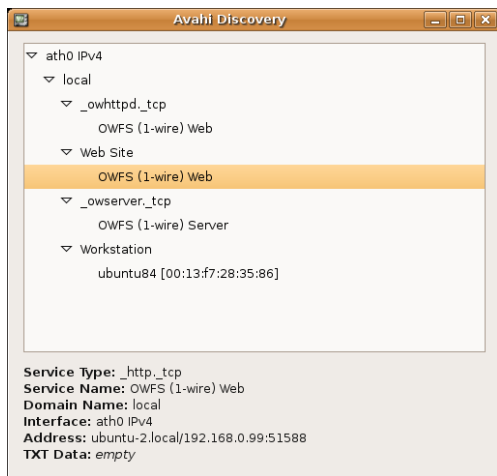 Avahi Discovery
ath0 IPv4
local
_owhttpd._tcp
OWFS (1-wire) Web
Web Site
OWFS (1-wire) Web
_owserver._tcp
OWFS (1-wire) Server
Workstation
ubuntu84 [00:13:f7:28:35:86]
Service Type: _http._tcp
Service Name: OWFS (1-wire) Web
Domain Name: local
Interface: ath0 IPv4
Address: ubuntu-2.local/192.168.0.99:51588
TXT Data: empty